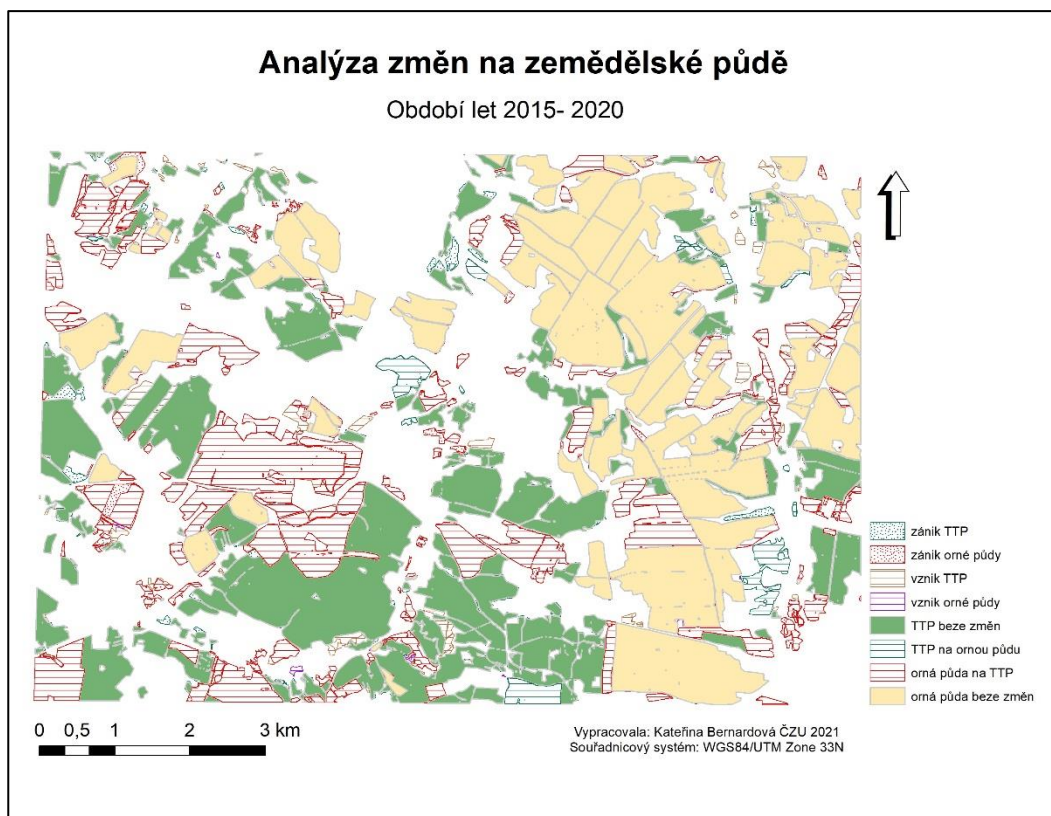 Analýza změn na zemědělské půdě
Období let 2015- 2020
zánik TTP
zánik orné půdy
vznik TTP
vznik orné půdy
TTP beze změn
TTP na ornou půdu
orná půda na TTP
orná půda beze změn
0 0,5 1 2 3 km
Vypracovala: Kateřina Bernardová ČZU 2021
Souřadnicový systém: WGS84/UTM Zone 33N